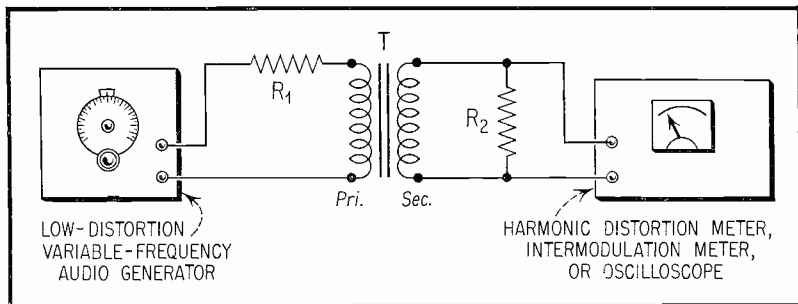 T
R1
R2
Pri.
Sec.
LOW-DISTORTION
VARIABLE-FREQUENCY
AUDIO GENERATOR
HARMONIC DISTORTION METER,
INTERMODULATION METER,
OR OSCILLOSCOPE